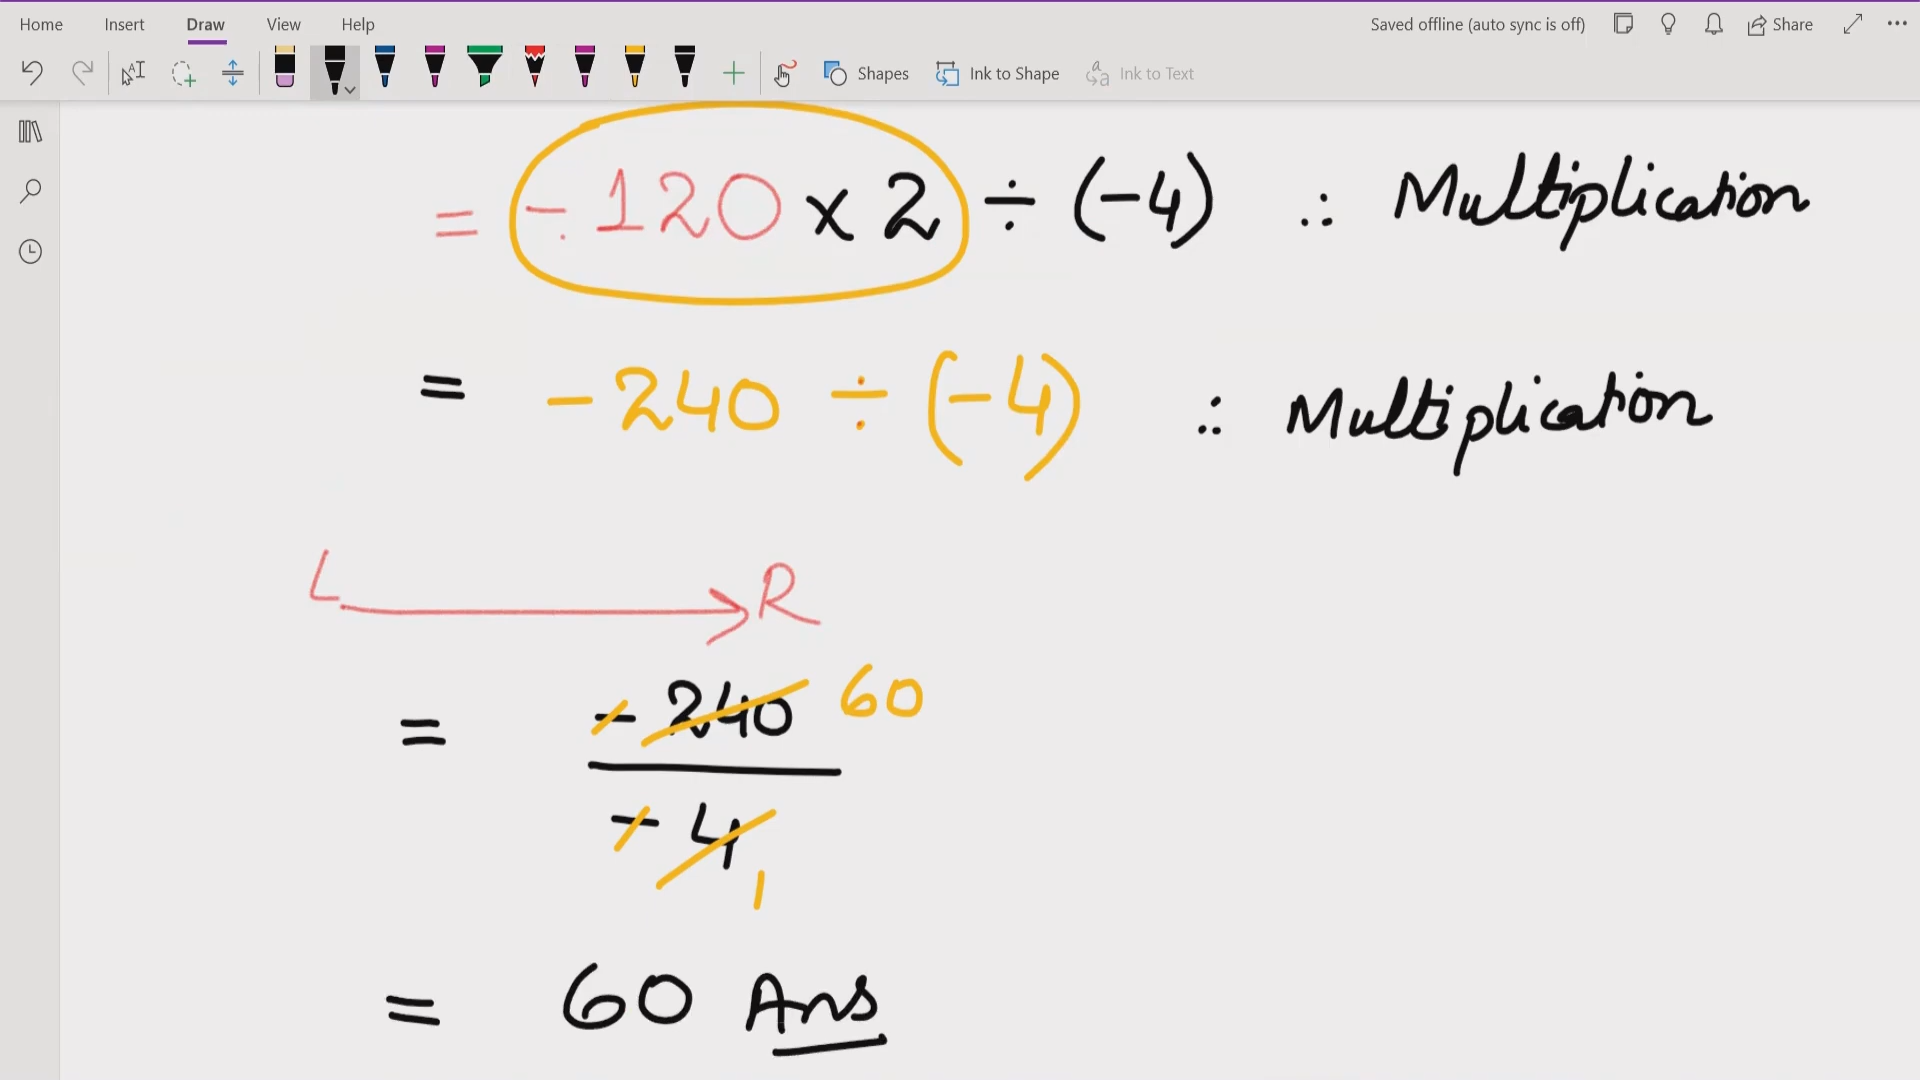 Home Insert Draw View Help Saved offline (auto sync is off) Share
Shapes Ink to Shape Ink to Text
= -120 × 2 ÷ (-4) ∴ Multiplication
= -240 ÷ (-4) ∴ Multiplication
L R
= -240 60
-4 1
= 60 Ans